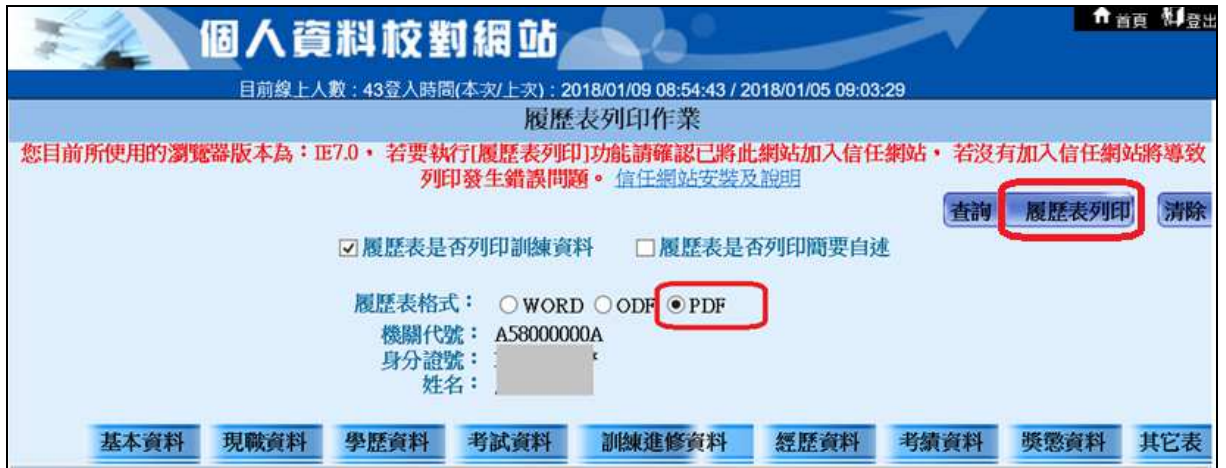 首頁 登出
個人資料校對網站
目前線上人數：43登入時間(本次/上次)：2018/01/09 08:54:43 / 2018/01/05 09:03:29
履歷表列印作業
您目前所使用的瀏覽器版本為：IE7.0， 若要執行[履歷表列印]功能請確認已將此網站加入信任網站， 若沒有加入信任網站將導致
列印發生錯誤問題。 信任網站安裝及說明
查詢 履歷表列印 清除
履歷表是否列印訓練資料 履歷表是否列印簡要自述
履歷表格式： WORD ODF PDF
機關代號： A58000000A
身分證號：
姓名：
基本資料 現職資料 學歷資料 考試資料 訓練進修資料 經歷資料 考績資料 獎懲資料 其它表